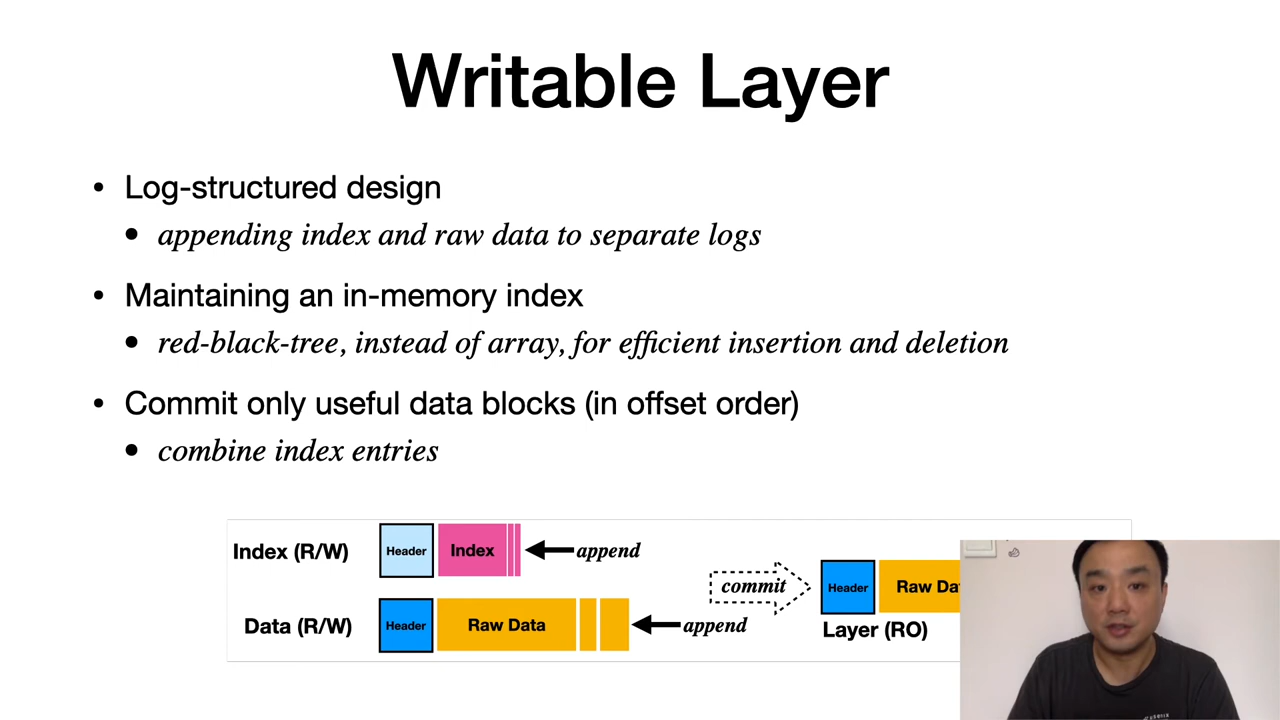 Writable Layer
• Log-structured design
• appending index and raw data to separate logs
• Maintaining an in-memory index
• red-black-tree, instead of array, for efficient insertion and deletion
• Commit only useful data blocks (in offset order)
• combine index entries
Index (R/W) Header Index append
commit
Header Raw Da
Data (R/W) Header Raw Data append
Layer (RO)